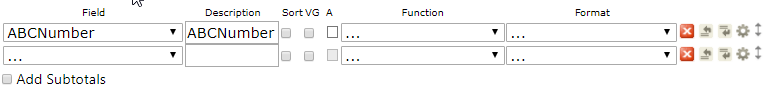 Field Description Sort VG A Function Format
ABCNumber ABCNumber ... ...
...
Add Subtotals